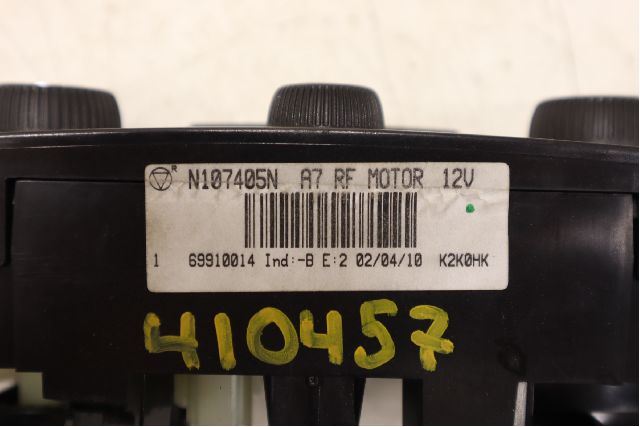 R N107405N A7 RF MOTOR 12V
1 69910014 Ind:-B E:2 02/04/10 K2K0HK
410457